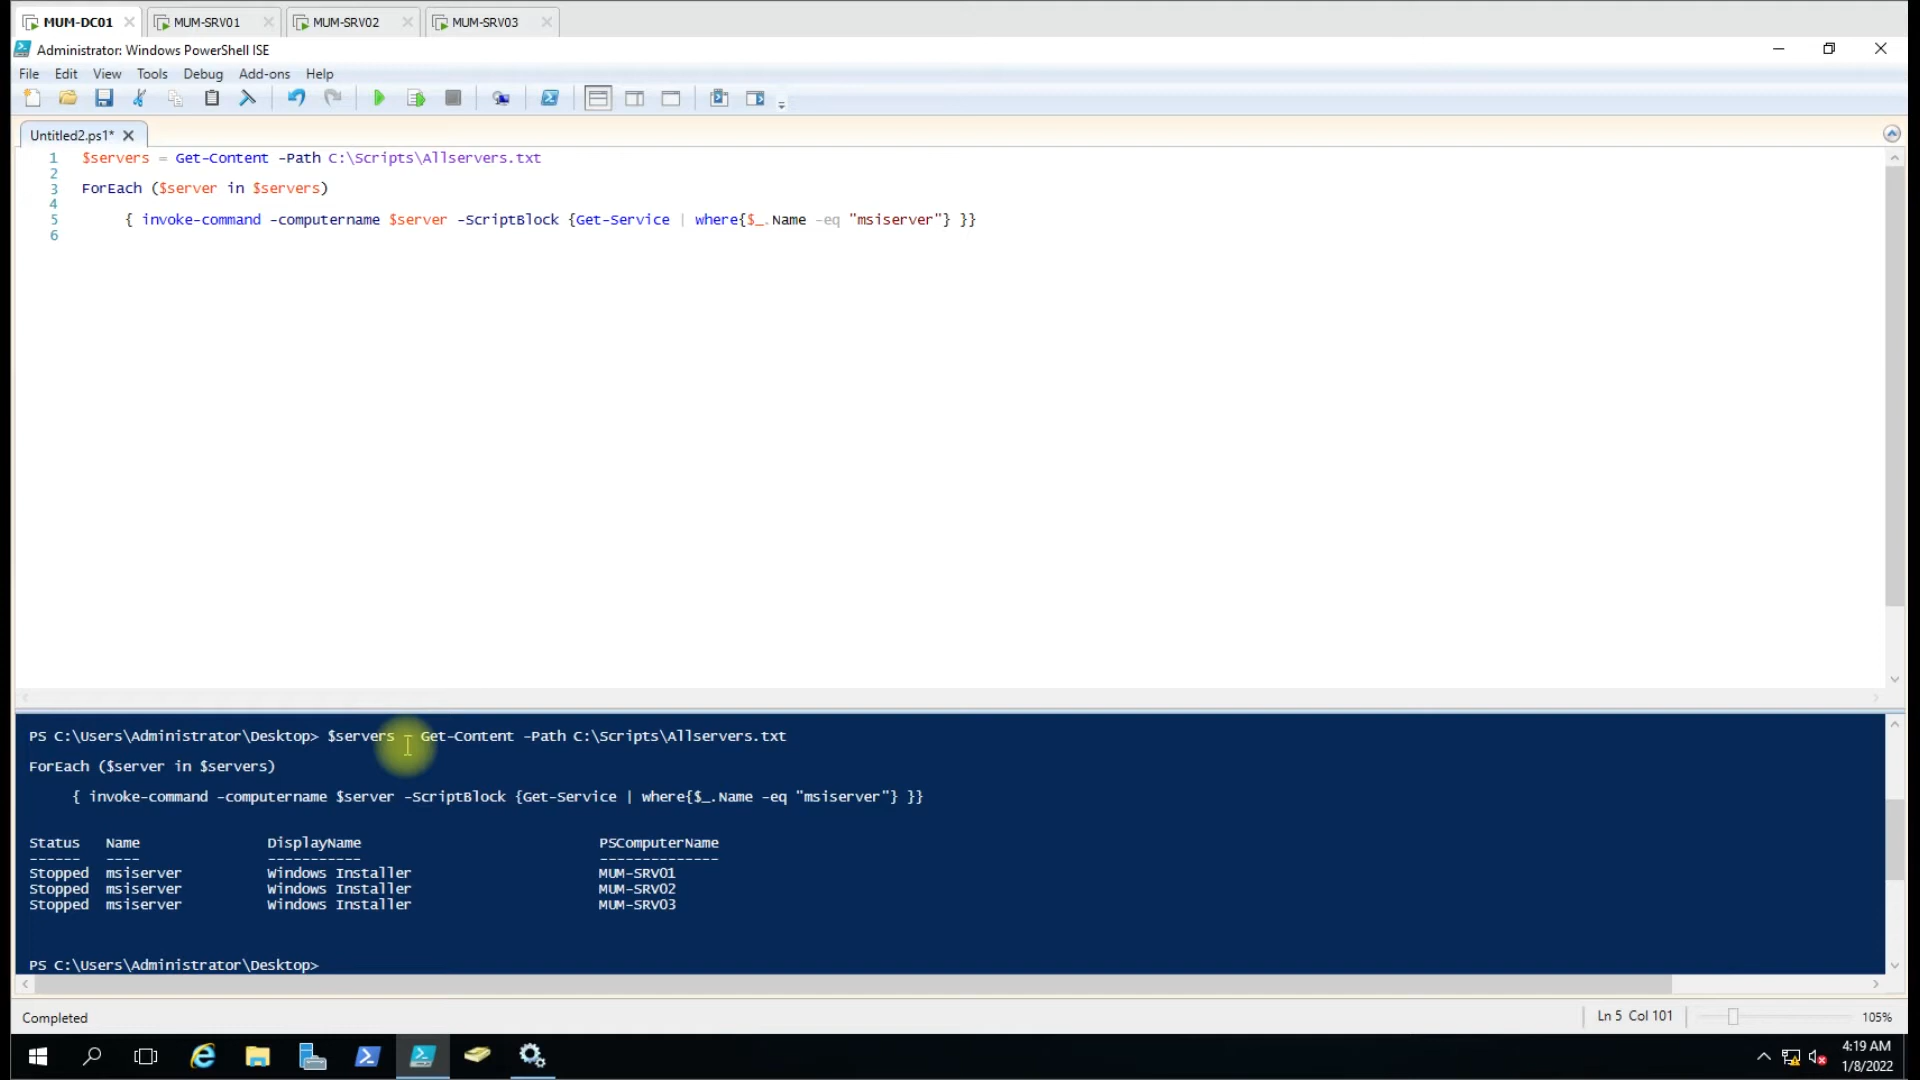 MUM-DC01 MUM-SRV01 MUM-SRV02 MUM-SRV03
Administrator: Windows PowerShell ISE
File Edit View Tools Debug Add-ons Help
Untitled2.ps1*
1 $servers = Get-Content -Path C:\Scripts\Allservers.txt
2
3 ForEach ($server in $servers)
4
5 { invoke-command -computername $server -ScriptBlock {Get-Service | where{$_.Name -eq "msiserver"} }}
6
PS C:\Users\Administrator\Desktop> $servers = Get-Content -Path C:\Scripts\Allservers.txt
ForEach ($server in $servers)
{ invoke-command -computername $server -ScriptBlock {Get-Service | where{$_.Name -eq "msiserver"} }}
Status Name DisplayName PSComputerName
------ ---- ----------- --------------
Stopped msiserver Windows Installer MUM-SRV01
Stopped msiserver Windows Installer MUM-SRV02
Stopped msiserver Windows Installer MUM-SRV03
PS C:\Users\Administrator\Desktop>
Completed Ln 5 Col 101 105%
4:19 AM
1/8/2022